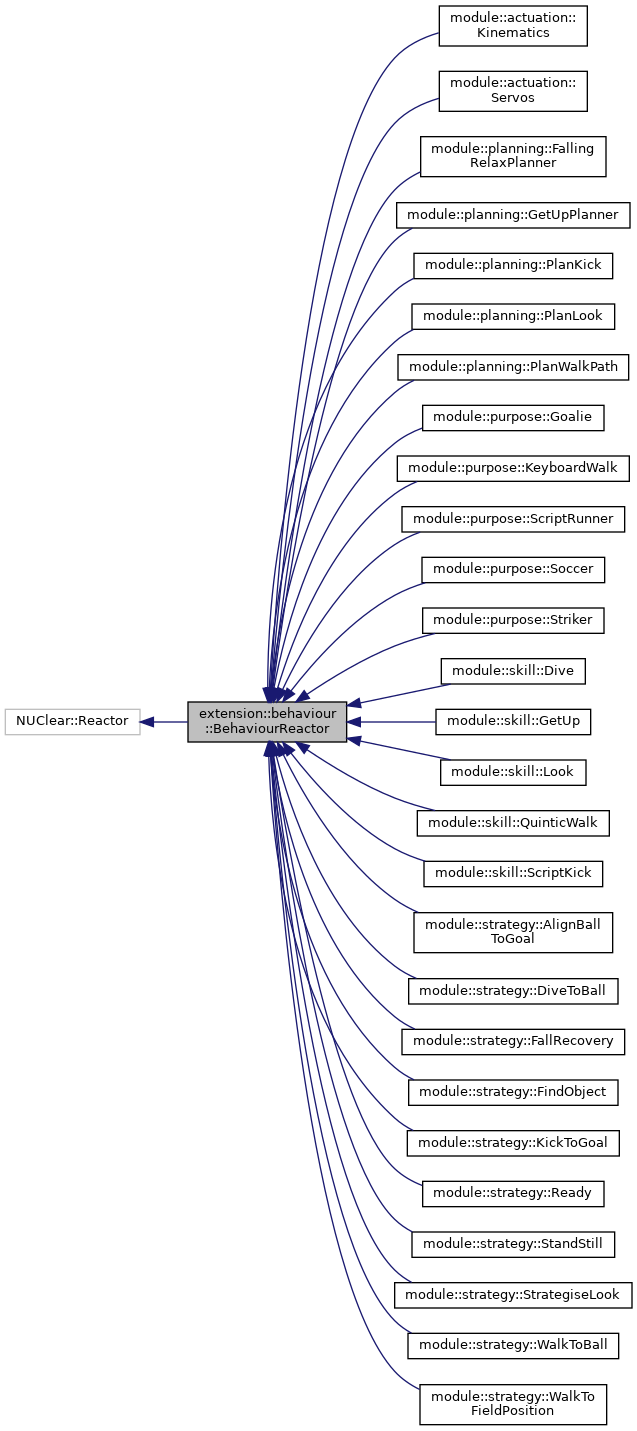 module::actuation::
Kinematics
module::actuation::
Servos
module::planning::Falling
RelaxPlanner
module::planning::GetUpPlanner
module::planning::PlanKick
module::planning::PlanLook
module::planning::PlanWalkPath
module::purpose::Goalie
module::purpose::KeyboardWalk
module::purpose::ScriptRunner
module::purpose::Soccer
module::purpose::Striker
module::skill::Dive
NUClear::Reactor
extension::behaviour
::BehaviourReactor
module::skill::GetUp
module::skill::Look
module::skill::QuinticWalk
module::skill::ScriptKick
module::strategy::AlignBall
ToGoal
module::strategy::DiveToBall
module::strategy::FallRecovery
module::strategy::FindObject
module::strategy::KickToGoal
module::strategy::Ready
module::strategy::StandStill
module::strategy::StrategiseLook
module::strategy::WalkToBall
module::strategy::WalkTo
FieldPosition